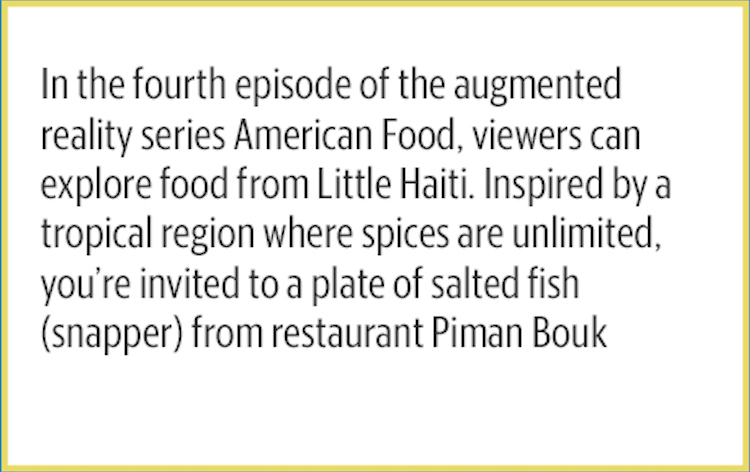 In the fourth episode of the augmented
reality series American Food, viewers can
explore food from Little Haiti. Inspired by a
tropical region where spices are unlimited,
you’re invited to a plate of salted fish
(snapper) from restaurant Piman Bouk